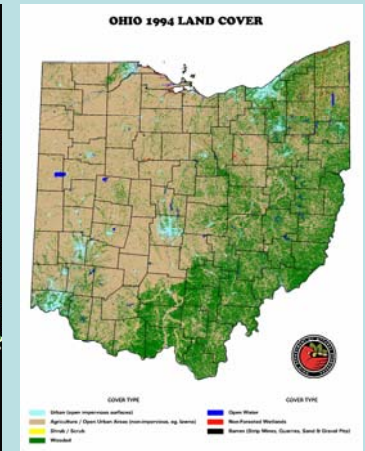 OHIO 1994 LAND COVER
COVER TYPE
COVER TYPE
Urban (open impervious surfaces)
Agriculture / Open Urban Areas (non-impervious, eg. lawns)
Shrub / Scrub
Wooded
Open Water
Non-Forested Wetlands
Barren (Strip Mines, Quarries, Sand & Gravel Pits)